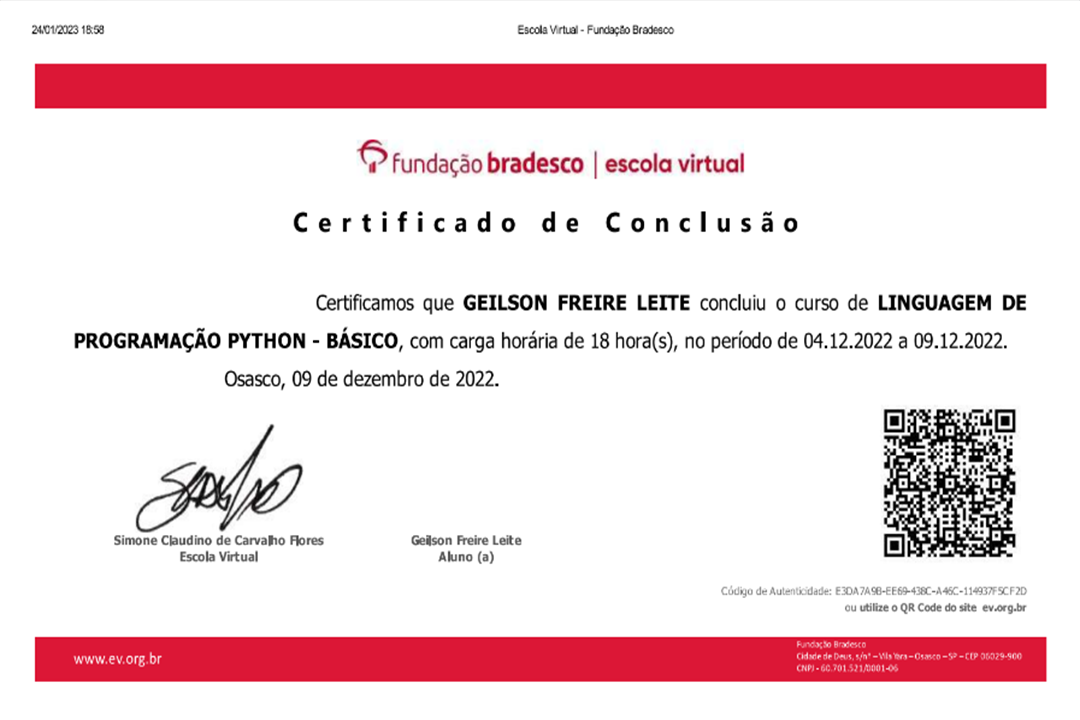 24/01/2023 18:58
Escola Virtual - Fundação Bradesco
fundação bradesco | escola virtual
Certificado de Conclusão
Certificamos que GEILSON FREIRE LEITE concluiu o curso de LINGUAGEM DE
PROGRAMAÇÃO PYTHON - BÁSICO, com carga horária de 18 hora(s), no período de 04.12.2022 a 09.12.2022.
Osasco, 09 de dezembro de 2022.
Simone Claudino de Carvalho Flores
Escola Virtual
Geilson Freire Leite
Aluno (a)
Código de Autenticidade: E3DA7A9B-EE69-438C-A46C-114937F5CF2D
ou utilize o QR Code do site ev.org.br
www.ev.org.br
Fundação Bradesco
Cidade de Deus, s/nº – Vila Yara – Osasco – SP – CEP 06029-900
CNPJ - 60.701.521/0001-06